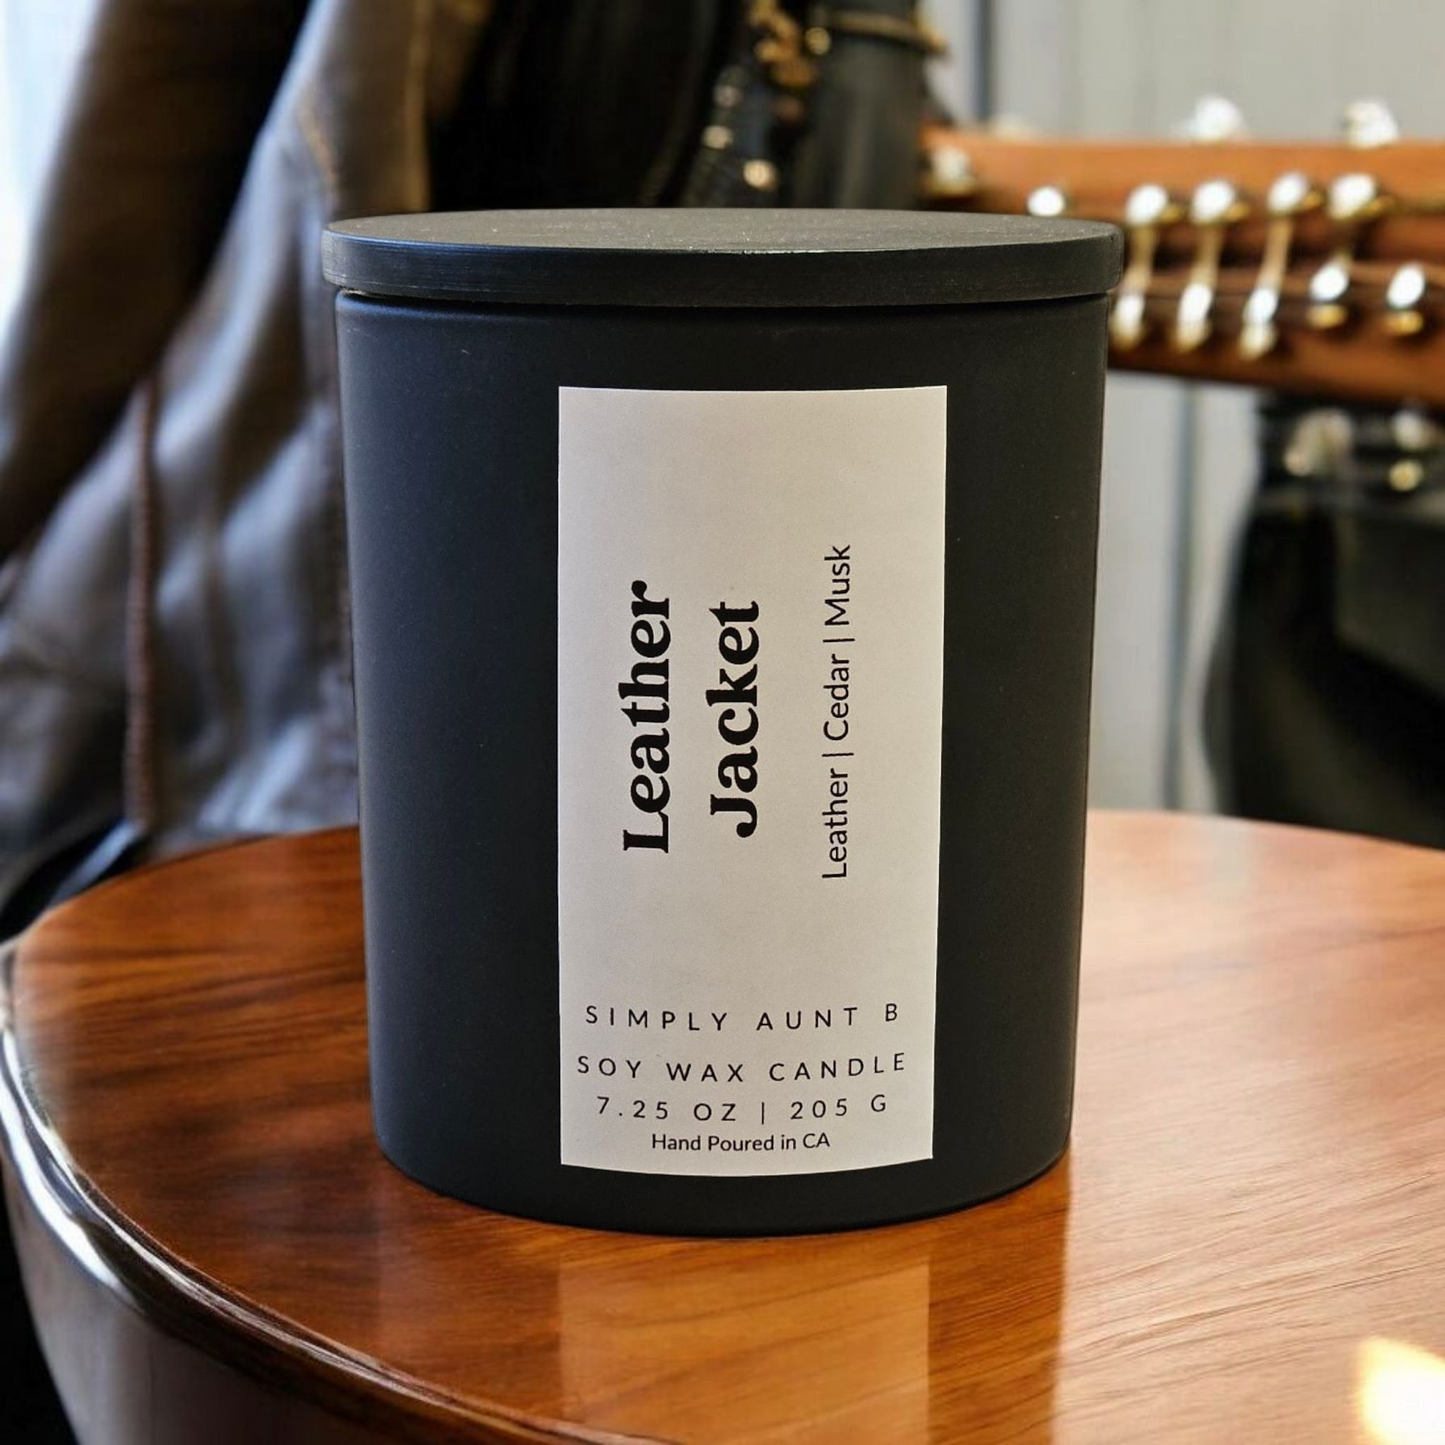 Leather
Jacket
Leather | Cedar | Musk
SIMPLY AUNT B
SOY WAX CANDLE
7.25 OZ | 205 G
Hand Poured in CA